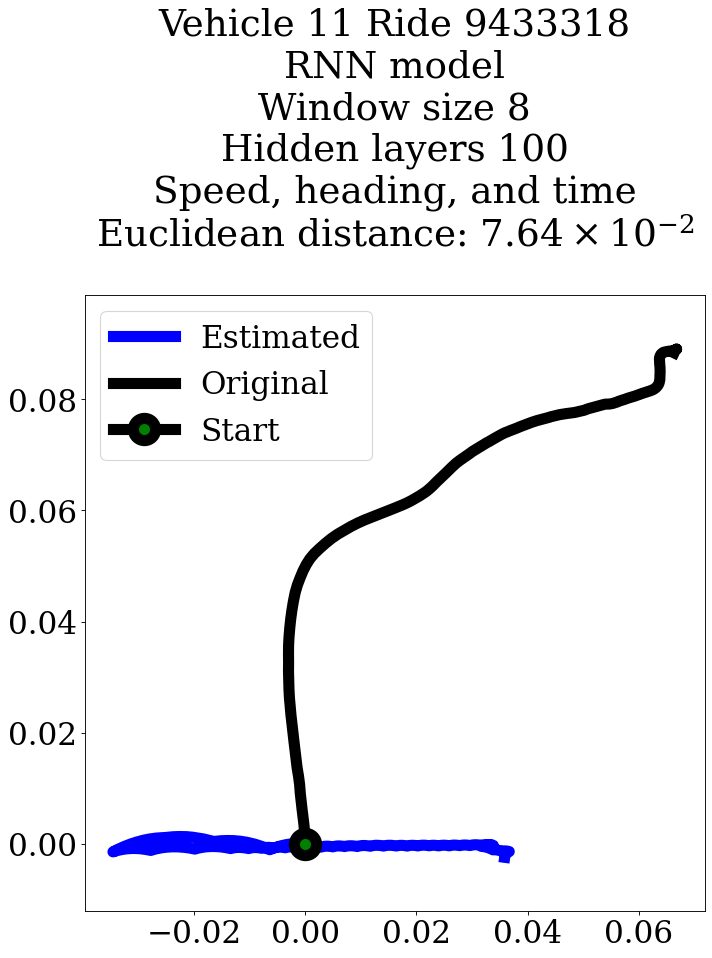 Vehicle 11 Ride 9433318
RNN model
Window size 8
Hidden layers 100
Speed, heading, and time
Euclidean distance: 7.64 × 10⁻²
Estimated
Original
Start
0.08
0.06
0.04
0.02
0.00
−0.02 0.00 0.02 0.04 0.06